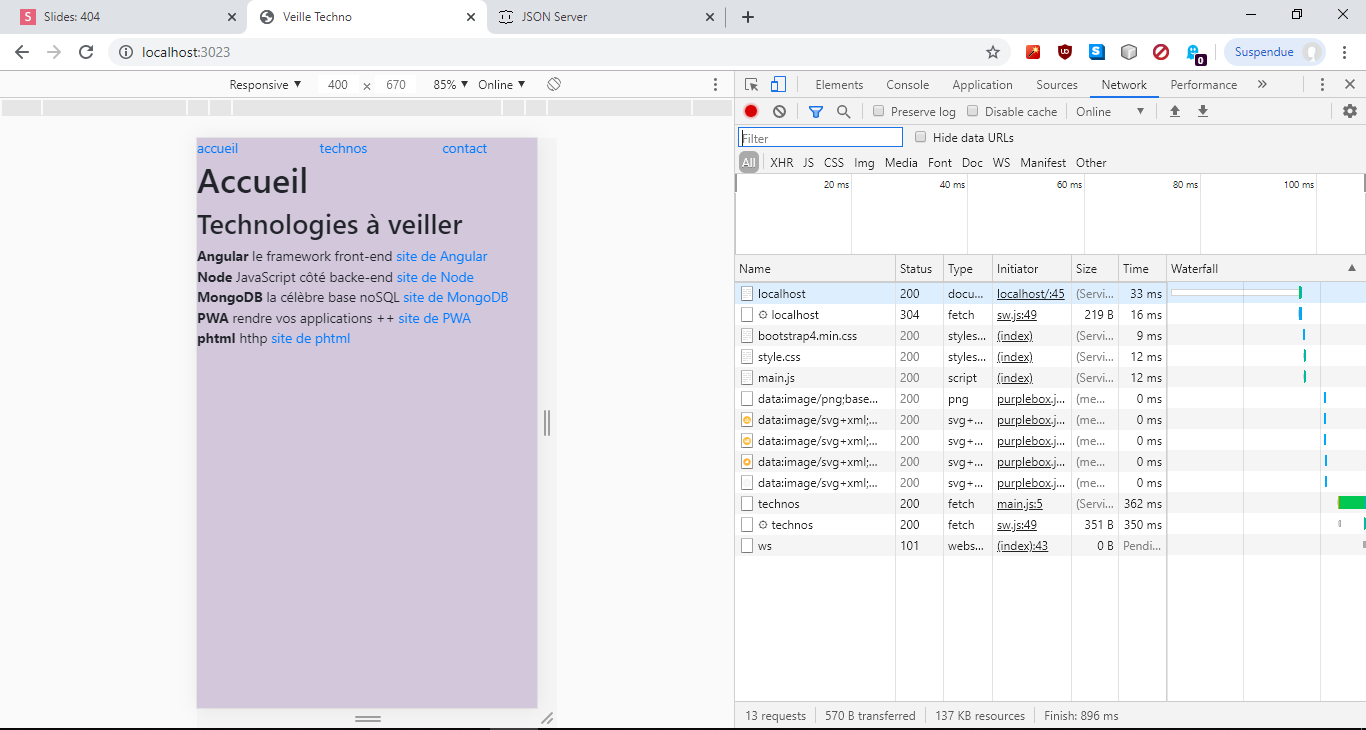 Slides: 404
Veille Techno
JSON Server
localhost:3023
Suspendue
0
Responsive 400 x 670 85% Online
Elements Console Application Sources Network Performance
Preserve log Disable cache Online
Filter Hide data URLs
All XHR JS CSS Img Media Font Doc WS Manifest Other
20 ms 40 ms 60 ms 80 ms 100 ms
accueil technos contact
Accueil
Technologies à veiller
Angular le framework front-end site de Angular
Node JavaScript côté backe-end site de Node
MongoDB la célèbre base noSQL site de MongoDB
PWA rendre vos applications ++ site de PWA
phtml hthp site de phtml
Name Status Type Initiator Size Time Waterfall
localhost 200 docu... localhost/:45 (Servi... 33 ms
localhost 304 fetch sw.js:49 219 B 16 ms
bootstrap4.min.css 200 styles... (index) (Servi... 9 ms
style.css 200 styles... (index) (Servi... 12 ms
main.js 200 script (index) (Servi... 12 ms
data:image/png;base... 200 png purplebox.j... (me... 0 ms
data:image/svg+xml;... 200 svg+... purplebox.j... (me... 0 ms
data:image/svg+xml;... 200 svg+... purplebox.j... (me... 0 ms
data:image/svg+xml;... 200 svg+... purplebox.j... (me... 0 ms
data:image/svg+xml;... 200 svg+... purplebox.j... (me... 0 ms
technos 200 fetch main.js:5 (Servi... 362 ms
technos 200 fetch sw.js:49 351 B 350 ms
ws 101 webs... (index):43 0 B Pendi...
13 requests 570 B transferred 137 KB resources Finish: 896 ms